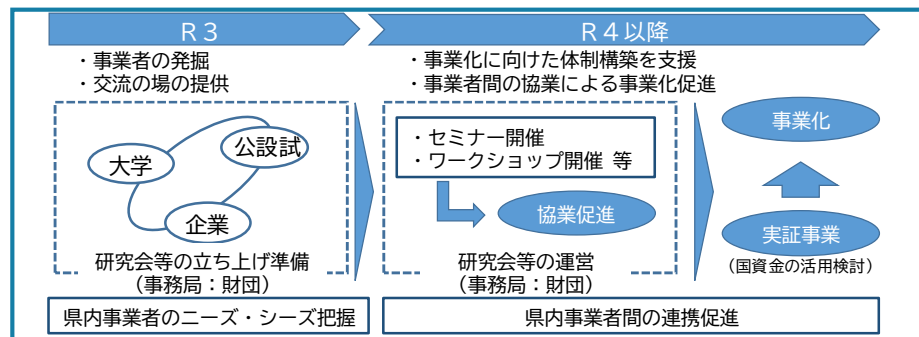 R3
・事業者の発掘
・交流の場の提供
大学
公設試
企業
研究会等の立ち上げ準備
（事務局：財団）
県内事業者のニーズ・シーズ把握
R4以降
・事業化に向けた体制構築を支援
・事業者間の協業による事業化促進
・セミナー開催
・ワークショップ開催 等
協業促進
研究会等の運営
（事務局：財団）
事業化
実証事業
（国資金の活用検討）
県内事業者間の連携促進